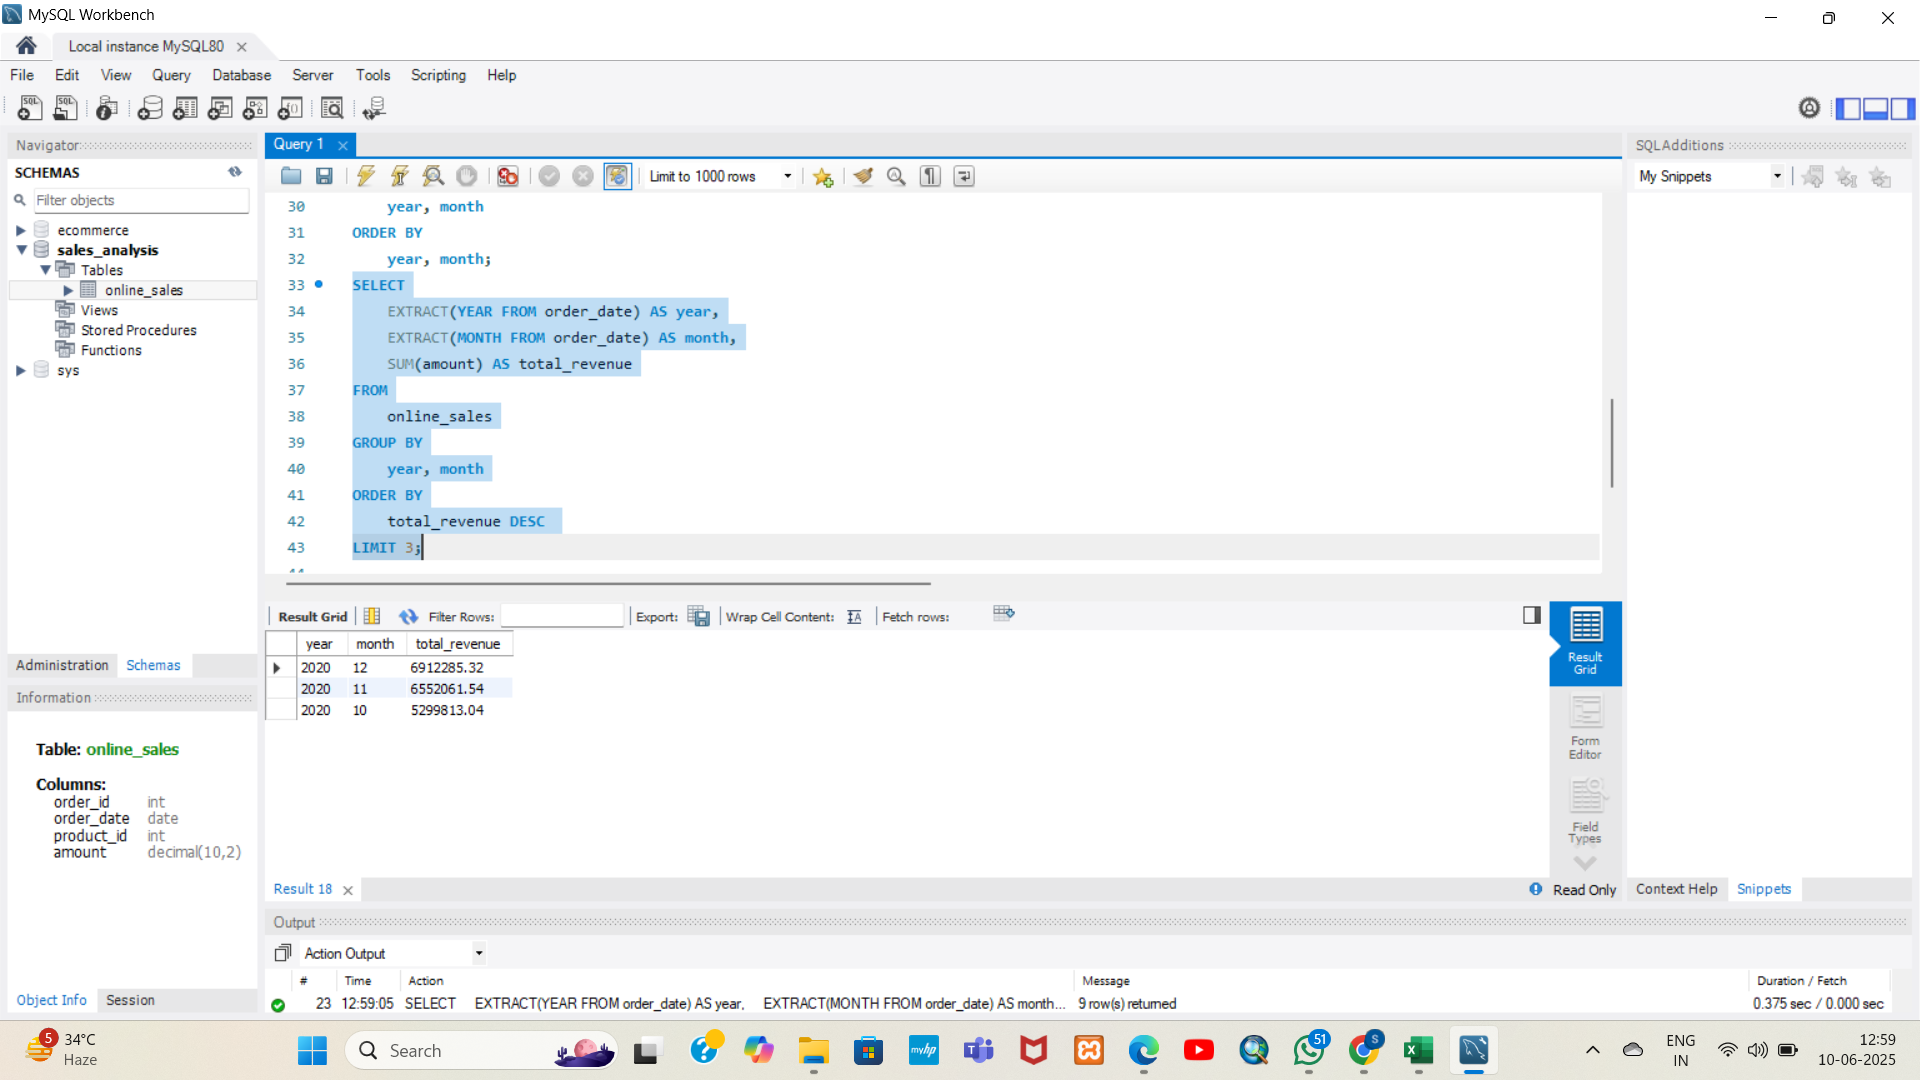 MySQL Workbench
Local instance MySQL80
File Edit View Query Database Server Tools Scripting Help
Navigator
SCHEMAS
Filter objects
ecommerce
sales_analysis
Tables
online_sales
Views
Stored Procedures
Functions
sys
Administration Schemas
Information
Table: online_sales
Columns:
order_id int
order_date date
product_id int
amount decimal(10,2)
Object Info Session
Query 1
Limit to 1000 rows
30 year, month
31 ORDER BY
32 year, month;
33 SELECT
34 EXTRACT(YEAR FROM order_date) AS year,
35 EXTRACT(MONTH FROM order_date) AS month,
36 SUM(amount) AS total_revenue
37 FROM
38 online_sales
39 GROUP BY
40 year, month
41 ORDER BY
42 total_revenue DESC
43 LIMIT 3;
44
Result Grid Filter Rows: Export: Wrap Cell Content: Fetch rows:
year month total_revenue
2020 12 6912285.32
2020 11 6552061.54
2020 10 5299813.04
Result Grid
Form Editor
Field Types
Result 18
Read Only
SQLAdditions
My Snippets
Context Help Snippets
Output
Action Output
# Time Action Message Duration / Fetch
23 12:59:05 SELECT EXTRACT(YEAR FROM order_date) AS year, EXTRACT(MONTH FROM order_date) AS month... 9 row(s) returned 0.375 sec / 0.000 sec
5
34°C
Haze
Search
myhp
51
S
ENG
IN
12:59
10-06-2025